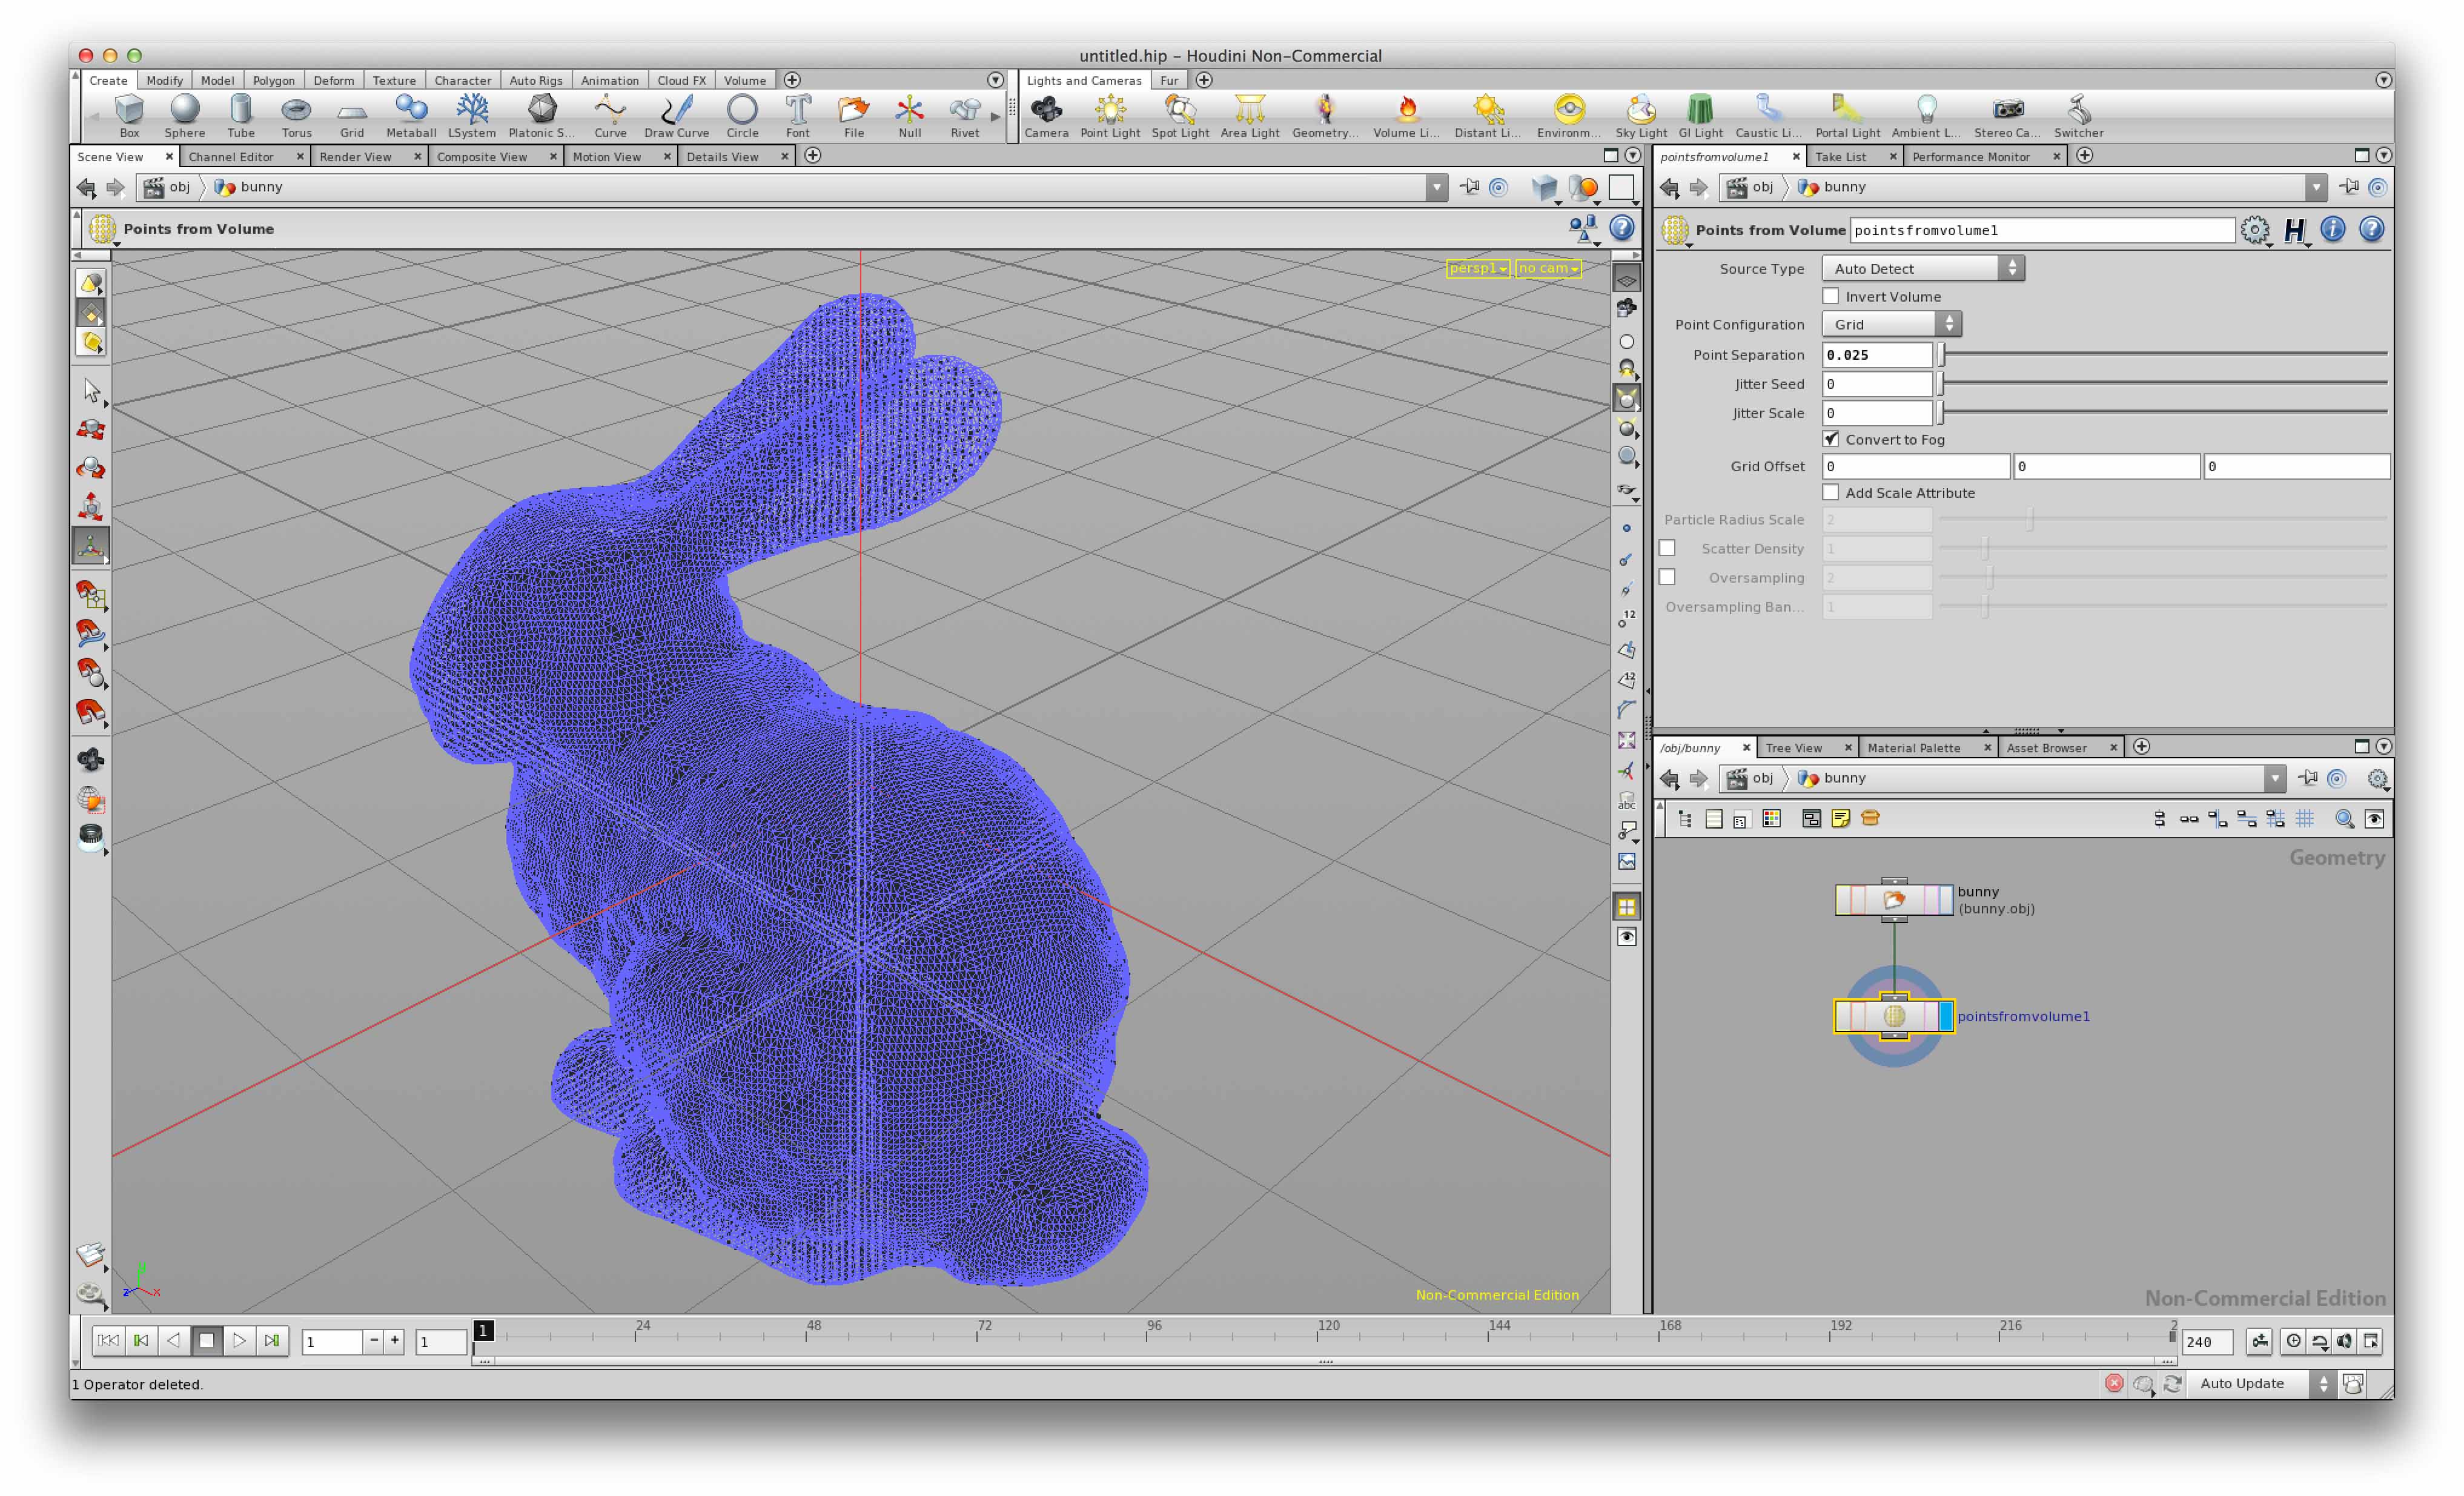 untitled.hip – Houdini Non-Commercial
Create Modify Model Polygon Deform Texture Character Auto Rigs Animation Cloud FX Volume
Lights and Cameras Fur
Box Sphere Tube Torus Grid Metaball LSystem Platonic S... Curve Draw Curve Circle Font File Null Rivet
Camera Point Light Spot Light Area Light Geometry... Volume Li... Distant Li... Environm... Sky Light GI Light Caustic Li... Portal Light Ambient L... Stereo Ca... Switcher
Scene View Channel Editor Render View Composite View Motion View Details View
obj bunny
Points from Volume
persp1 no cam
12
12
abc
y
z x
Non-Commercial Edition
pointsfromvolume1 Take List Performance Monitor
obj bunny
Points from Volume pointsfromvolume1
Source Type Auto Detect
Invert Volume
Point Configuration Grid
Point Separation 0.025
Jitter Seed 0
Jitter Scale 0
Convert to Fog
Grid Offset 0 0 0
Add Scale Attribute
Particle Radius Scale 2
Scatter Density 1
Oversampling 2
Oversampling Ban... 1
/obj/bunny Tree View Material Palette Asset Browser
obj bunny
Geometry
bunny
(bunny.obj)
pointsfromvolume1
Non-Commercial Edition
1 1 1 24 48 72 96 120 144 168 192 216 2 240
1 Operator deleted.
Auto Update